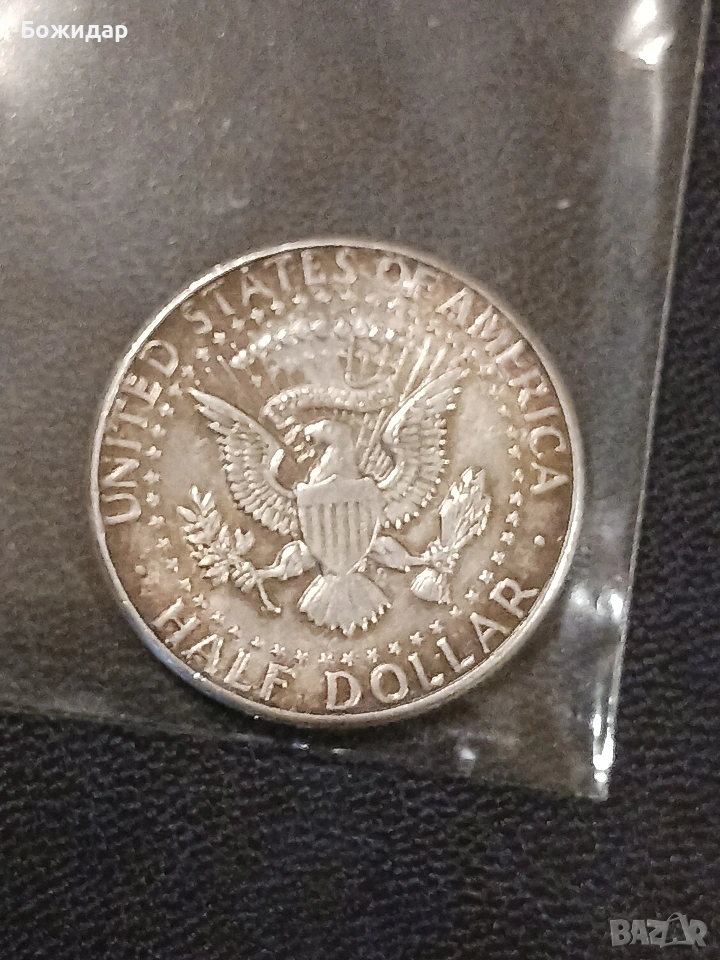 Божидар
UNITED STATES OF AMERICA
HALF DOLLAR
BAZAR